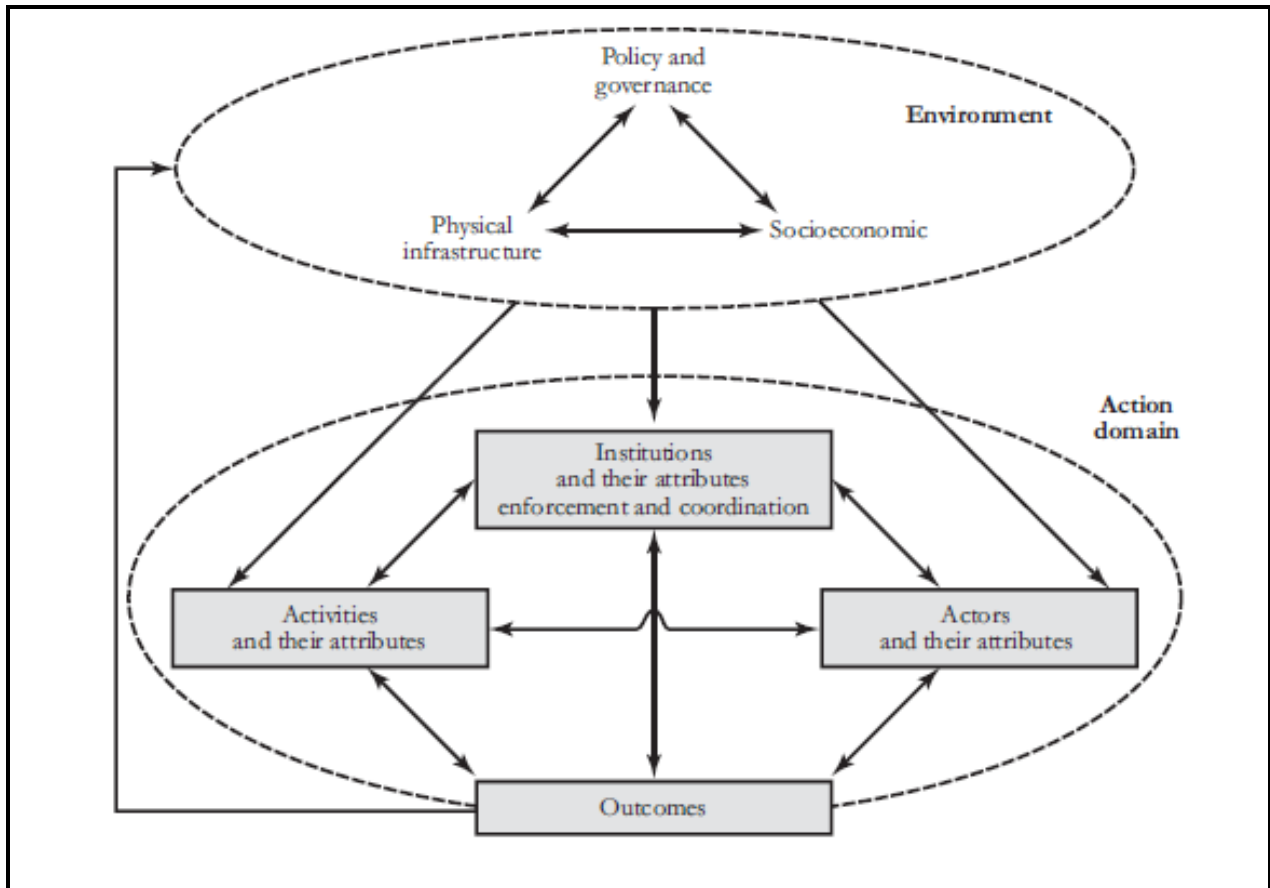 Policy and
governance
Environment
Physical
infrastructure
Socioeconomic
Action
domain
Institutions
and their attributes
enforcement and coordination
Activities
and their attributes
Actors
and their attributes
Outcomes